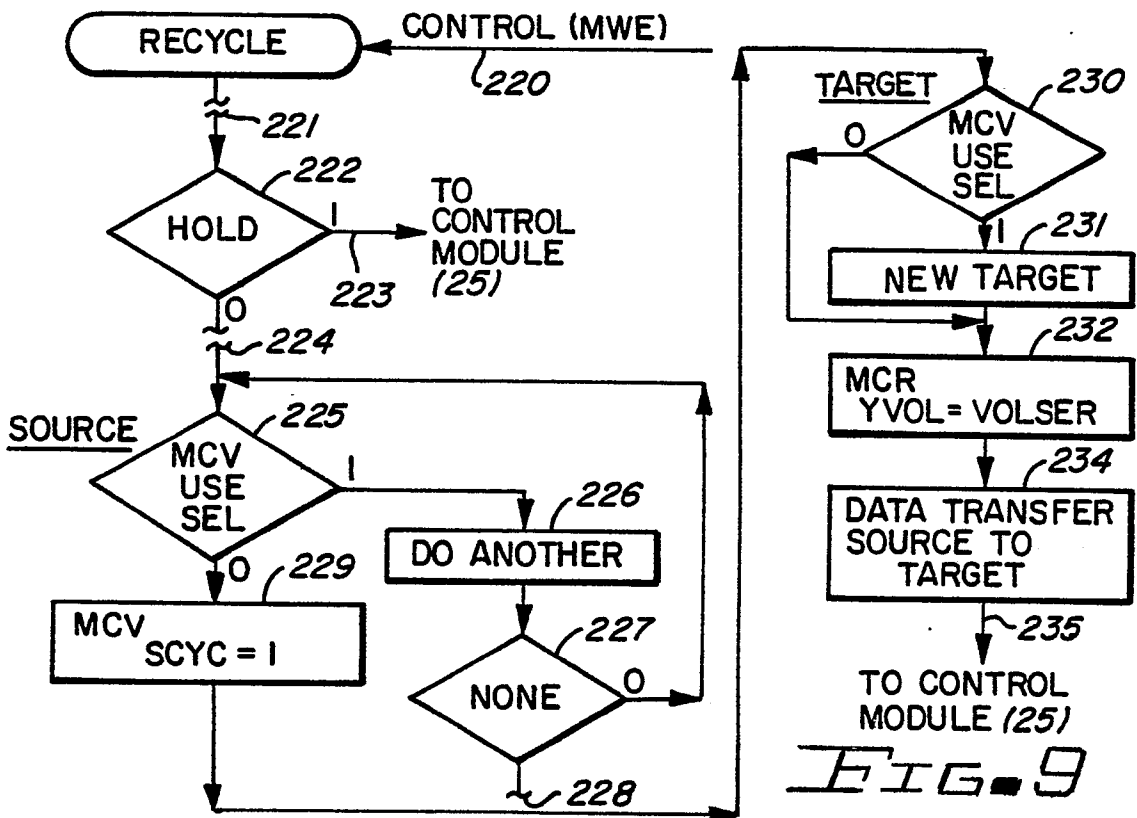 RECYCLE
CONTROL (MWE)
220
221
222
HOLD
1
223
TO
CONTROL
MODULE
(25)
0
224
SOURCE
225
MCV
USE
SEL
1
0
226
DO ANOTHER
227
NONE
0
228
229
MCV
SCYC = 1
TARGET
230
MCV
USE
SEL
0
1
231
NEW TARGET
232
MCR
YVOL = VOLSER
234
DATA TRANSFER
SOURCE TO
TARGET
235
TO CONTROL
MODULE (25)
FIG. 9